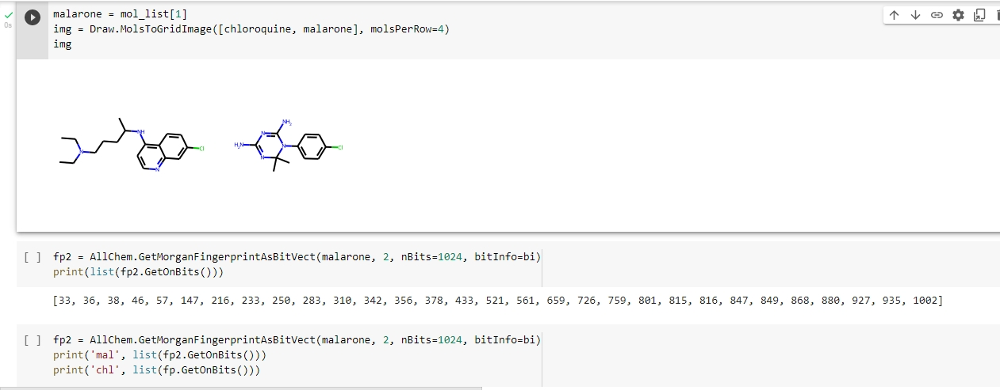 malarone = mol_list[1]
0s
img = Draw.MolsToGridImage([chloroquine, malarone], molsPerRow=4)
img
NH
N
N
Cl
NH₂
H₂N
N
N
N
Cl
[ ] fp2 = AllChem.GetMorganFingerprintAsBitVect(malarone, 2, nBits=1024, bitInfo=bi)
print(list(fp2.GetOnBits()))
[33, 36, 38, 46, 57, 147, 216, 233, 250, 283, 310, 342, 356, 378, 433, 521, 561, 659, 726, 759, 801, 815, 816, 847, 849, 868, 880, 927, 935, 1002]
[ ] fp2 = AllChem.GetMorganFingerprintAsBitVect(malarone, 2, nBits=1024, bitInfo=bi)
print('mal', list(fp2.GetOnBits()))
print('chl', list(fp.GetOnBits()))